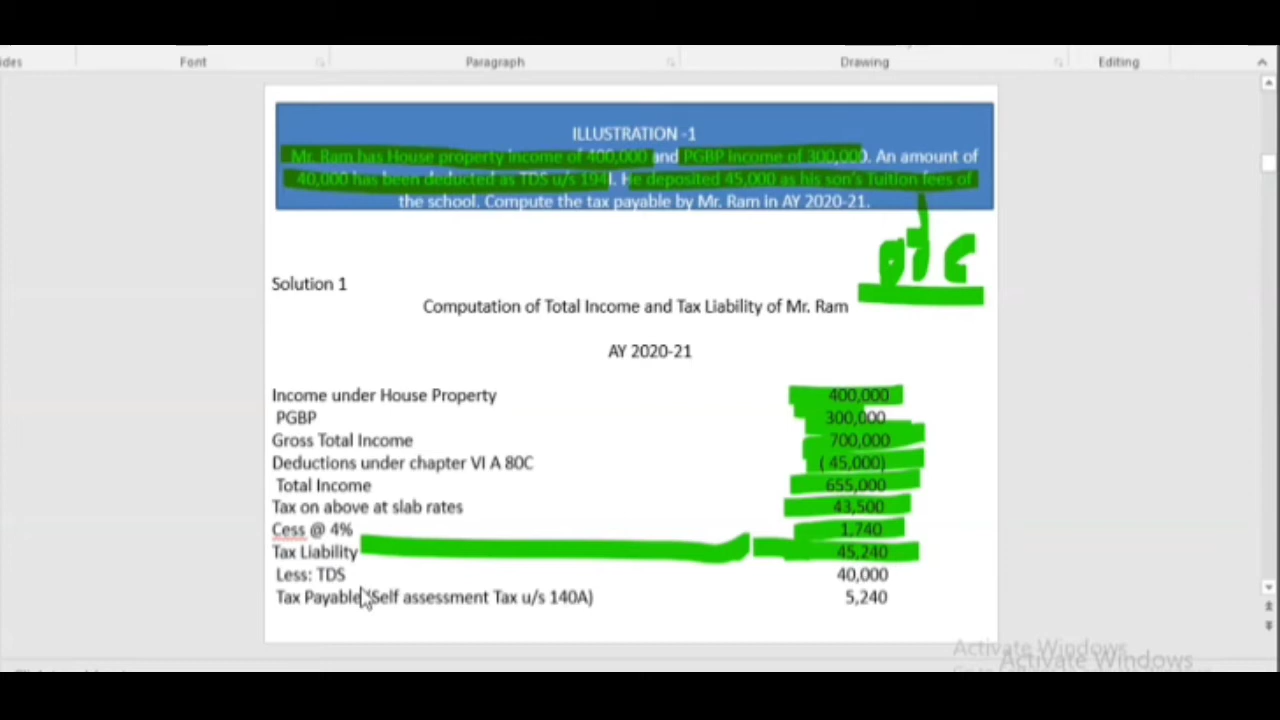 ides Font Paragraph Drawing Editing
ILLUSTRATION -1
Mr. Ram has House property income of 400,000 and PGBP Income of 300,000. An amount of
40,000 has been deducted as TDS u/s 194I. He deposited 45,000 as his son's Tuition fees of
the school. Compute the tax payable by Mr. Ram in AY 2020-21.
Solution 1
Computation of Total Income and Tax Liability of Mr. Ram
AY 2020-21
Income under House Property 400,000
PGBP 300,000
Gross Total Income 700,000
Deductions under chapter VI A 80C ( 45,000)
Total Income 655,000
Tax on above at slab rates 43,500
Cess @ 4% 1,740
Tax Liability 45,240
Less: TDS 40,000
Tax Payable (Self assessment Tax u/s 140A) 5,240
Activate Windows
Activate Windows